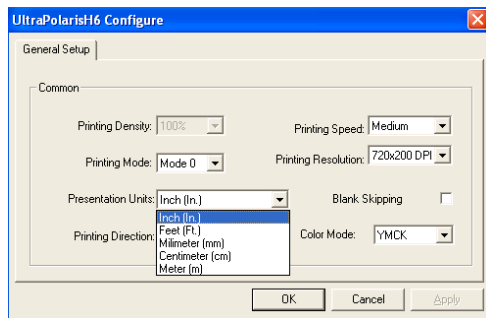 UltraPolarisH6 Configure
General Setup
Common
Printing Density: 100%
Printing Speed: Medium
Printing Mode: Mode 0
Printing Resolution: 720x200 DPI
Presentation Units: Inch (In.)
Blank Skipping
Inch (In.)
Feet (Ft.)
Milimeter (mm)
Centimeter (cm)
Meter (m)
Printing Direction:
Color Mode: YMCK
OK
Cancel
Apply